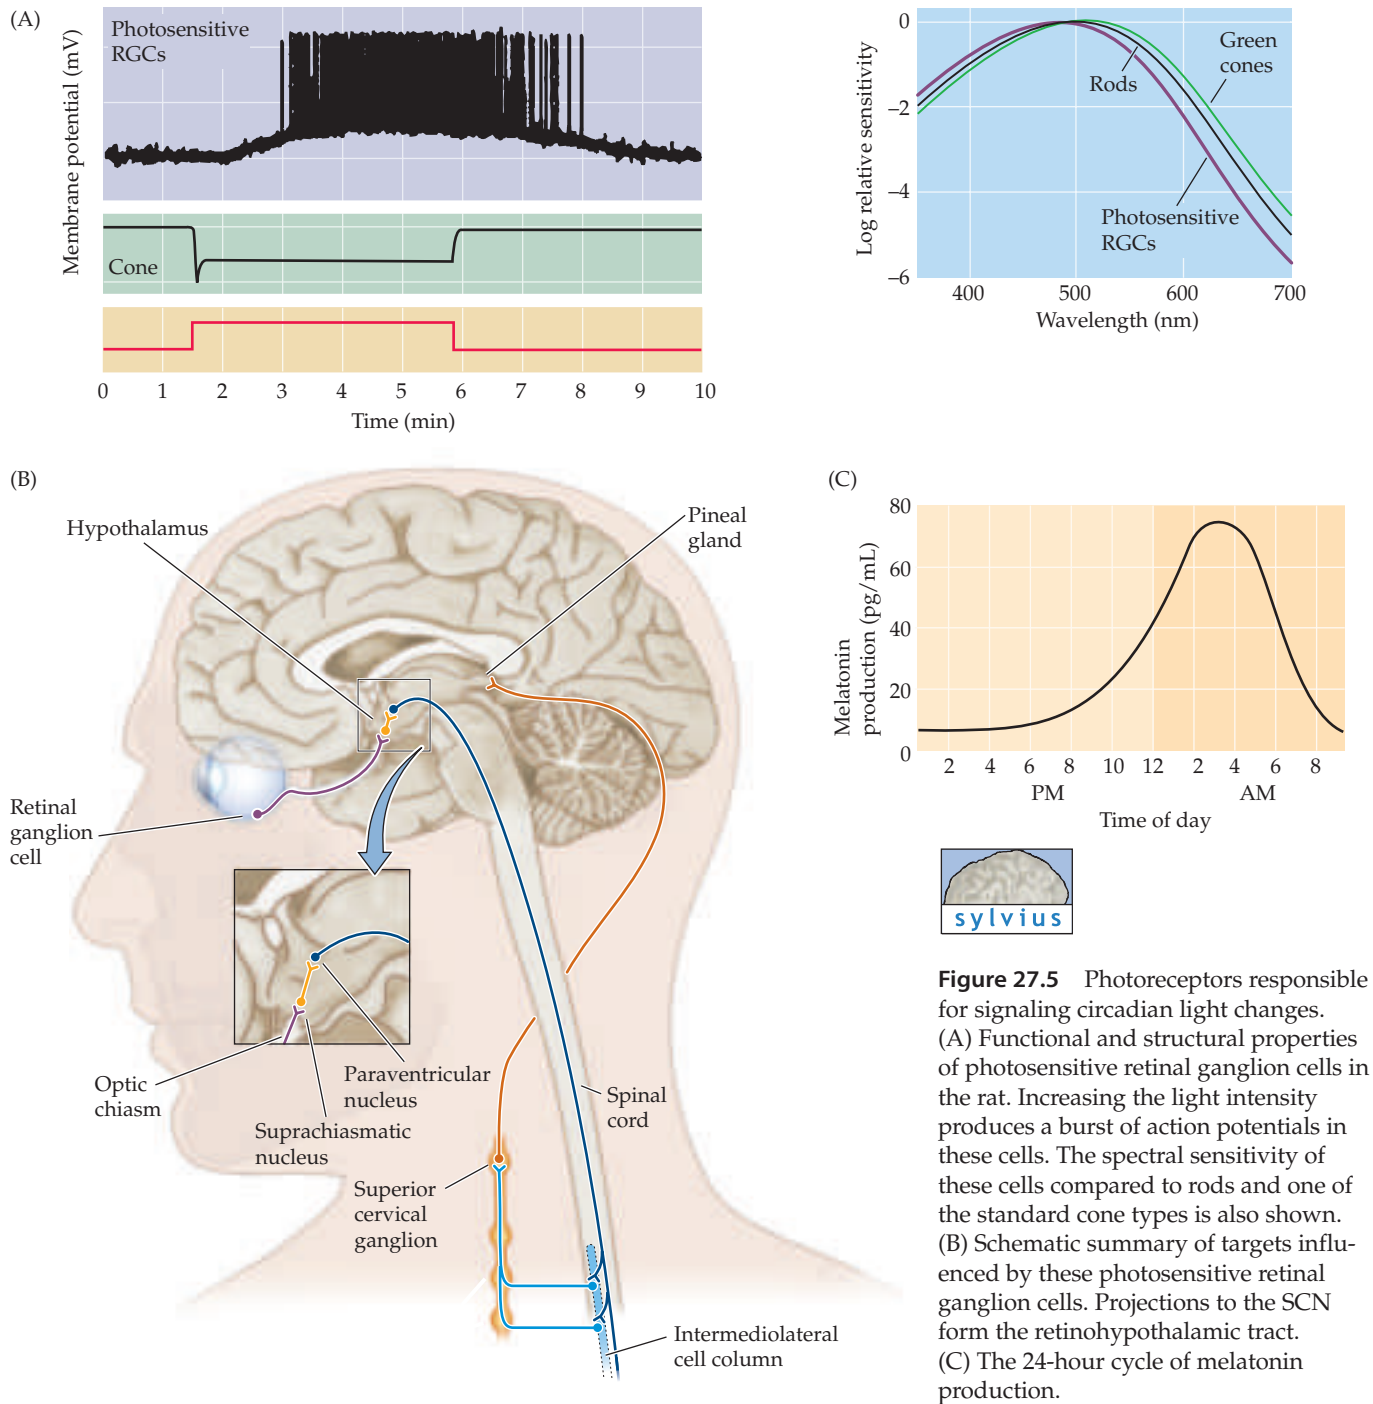 (A)
Photosensitive
RGCs
Membrane potential (mV)
Cone
0 1 2 3 4 5 6 7 8 9 10
Time (min)
0
−2
−4
−6
Log relative sensitivity
Green
cones
Rods
Photosensitive
RGCs
400 500 600 700
Wavelength (nm)
(B)
Hypothalamus
Pineal
gland
Retinal
ganglion
cell
Optic
chiasm
Suprachiasmatic
nucleus
Paraventricular
nucleus
Spinal
cord
Superior
cervical
ganglion
Intermediolateral
cell column
(C)
80
60
40
20
0
Melatonin
production (pg/mL)
2 4 6 8 10 12 2 4 6 8
PM AM
Time of day
sylvius
Figure 27.5 Photoreceptors responsible
for signaling circadian light changes.
(A) Functional and structural properties
of photosensitive retinal ganglion cells in
the rat. Increasing the light intensity
produces a burst of action potentials in
these cells. The spectral sensitivity of
these cells compared to rods and one of
the standard cone types is also shown.
(B) Schematic summary of targets influ-
enced by these photosensitive retinal
ganglion cells. Projections to the SCN
form the retinohypothalamic tract.
(C) The 24-hour cycle of melatonin
production.